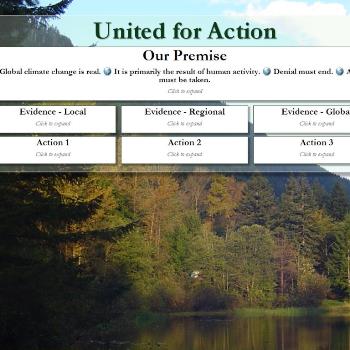 United for Action
Our Premise
Global climate change is real. It is primarily the result of human activity. Denial must end. A
must be taken.
Click to expand
Evidence - Local Evidence - Regional Evidence - Globa
Click to expand Click to expand Click to expand
Action 1 Action 2 Action 3
Click to expand Click to expand Click to expand